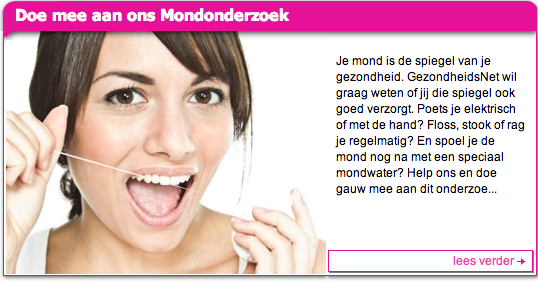 Doe mee aan ons Mondonderzoek
Je mond is de spiegel van je
gezondheid. GezondheidsNet wil
graag weten of jij die spiegel ook
goed verzorgt. Poets je elektrisch
of met de hand? Floss, stook of rag
je regelmatig? En spoel je de
mond nog na met een speciaal
mondwater? Help ons en doe
gauw mee aan dit onderzoe...
lees verder